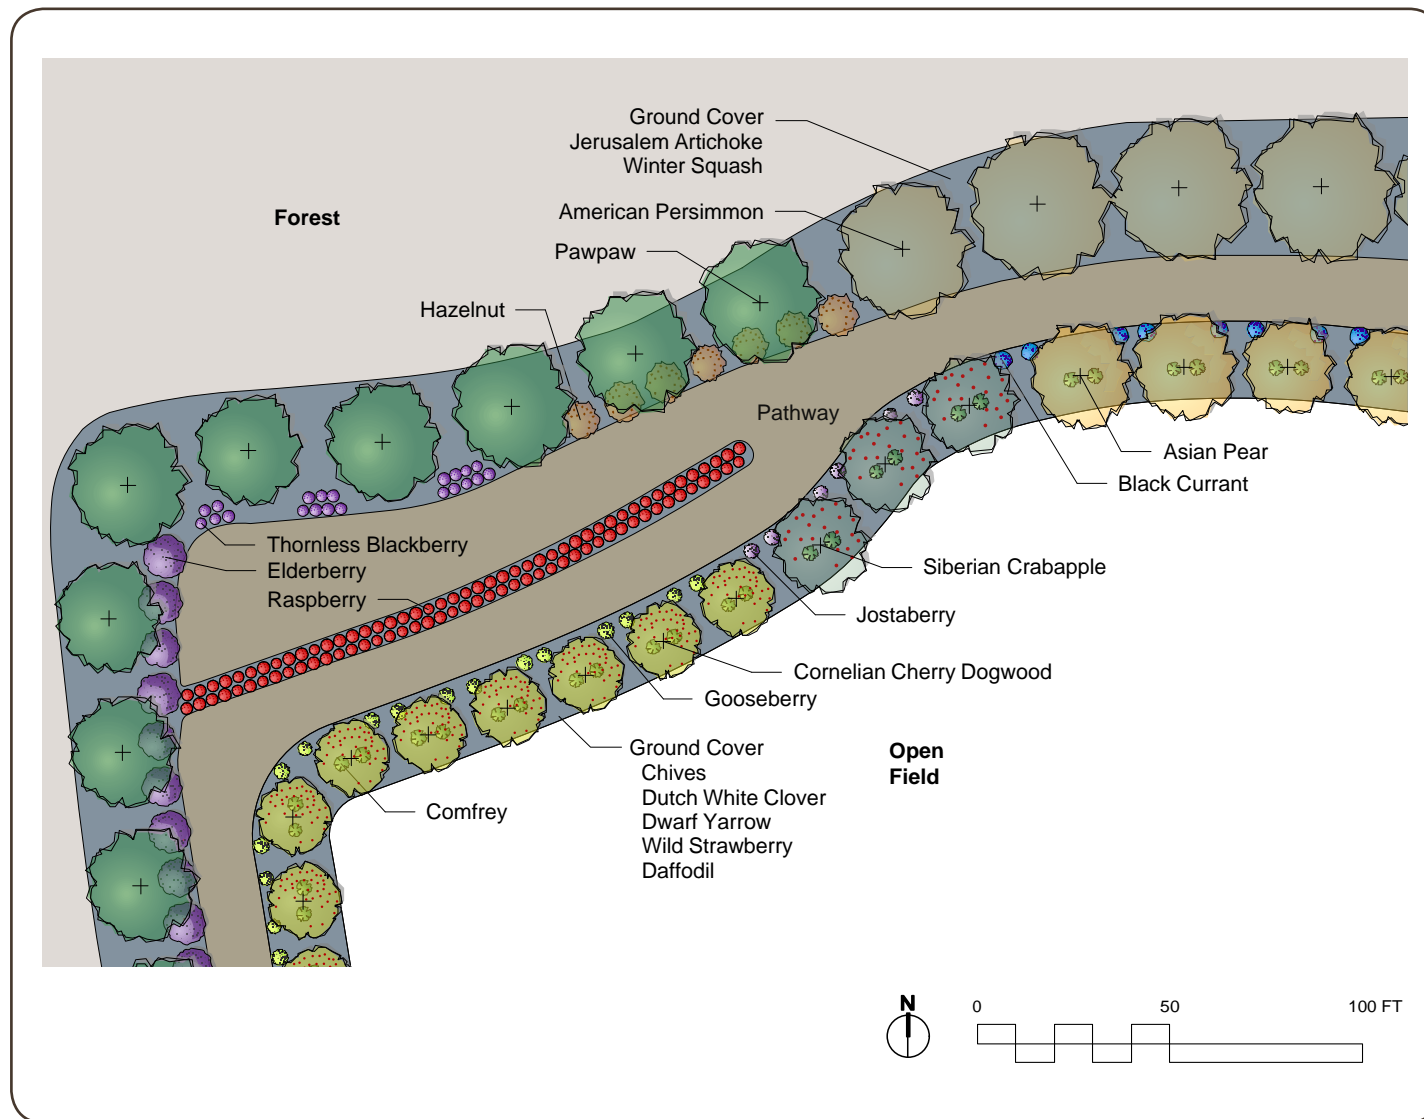 Ground Cover
Jerusalem Artichoke
Winter Squash
Forest
American Persimmon
Pawpaw
Hazelnut
Pathway
Asian Pear
Black Currant
Thornless Blackberry
Elderberry
Raspberry
Siberian Crabapple
Jostaberry
Cornelian Cherry Dogwood
Gooseberry
Ground Cover
Chives
Dutch White Clover
Dwarf Yarrow
Wild Strawberry
Daffodil
Open
Field
Comfrey
N
0 50 100 FT